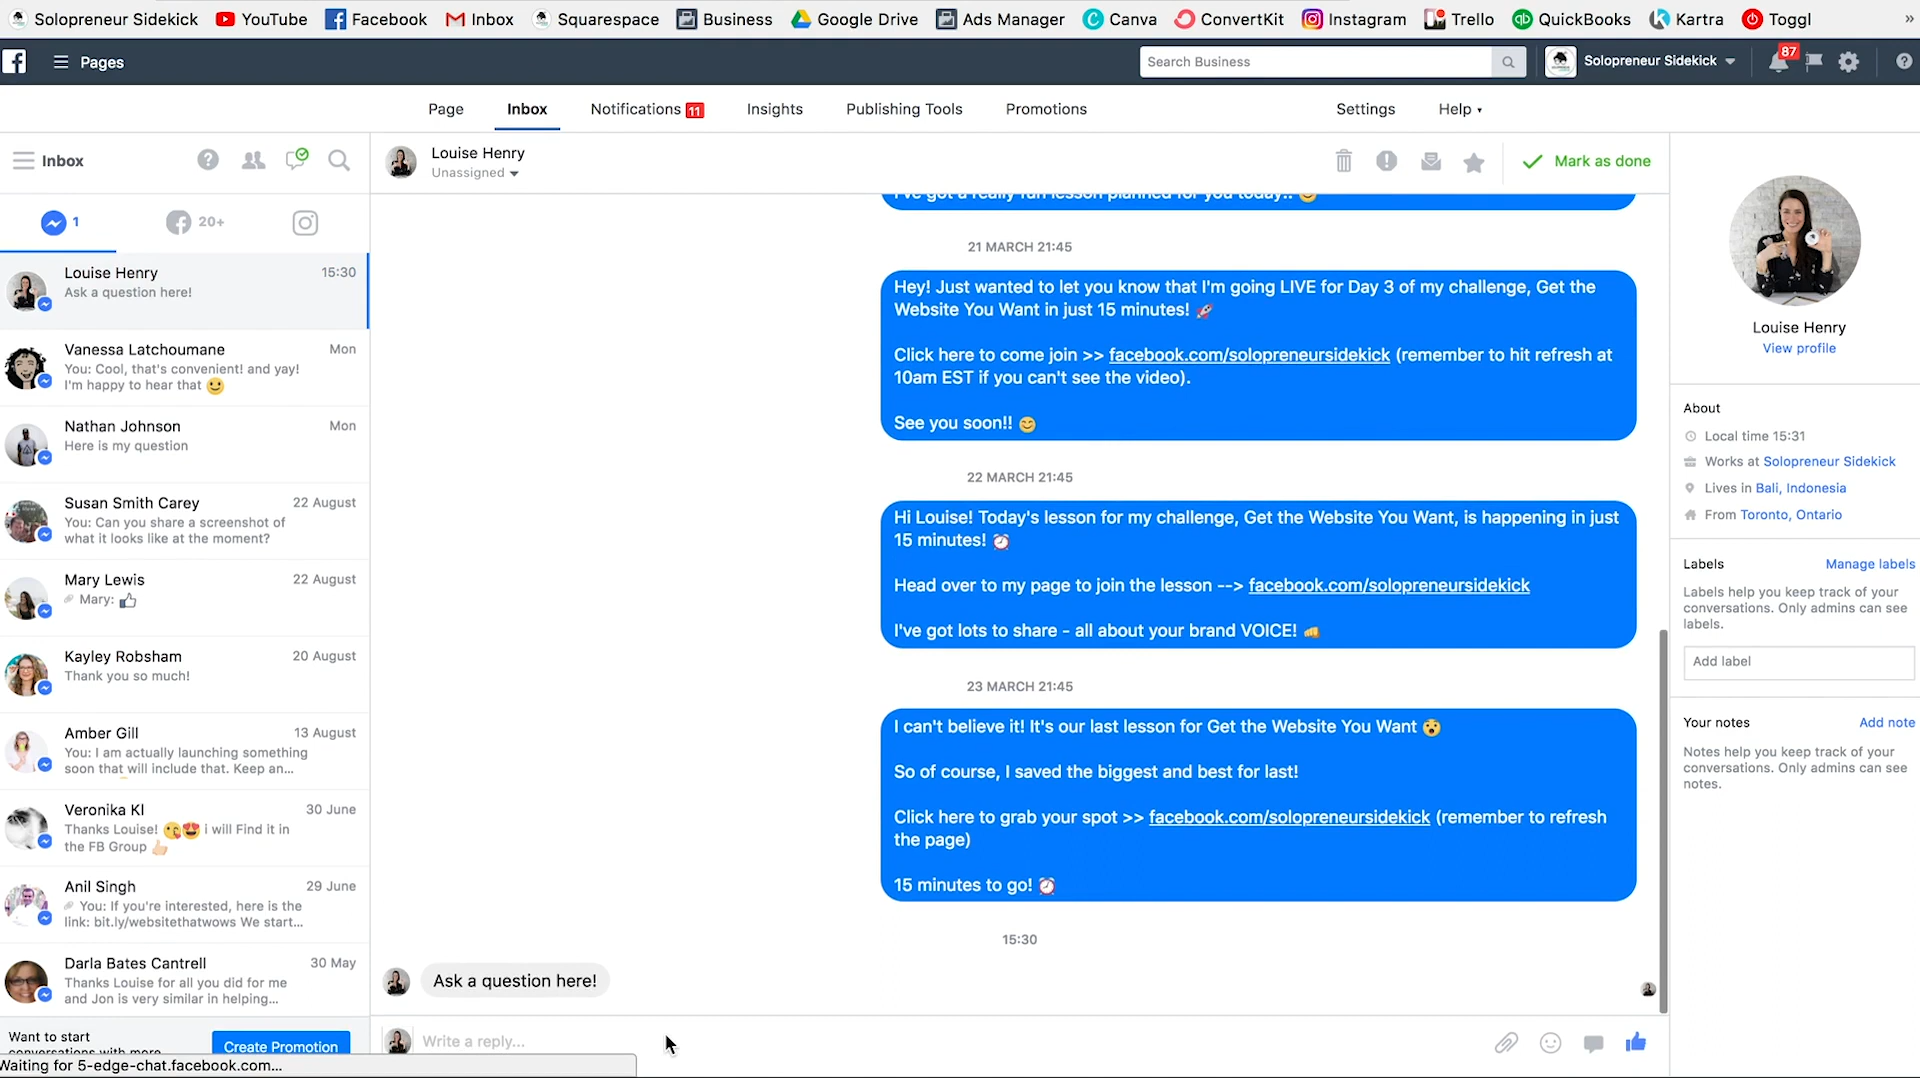 Solopreneur Sidekick YouTube Facebook Inbox Squarespace Business Google Drive Ads Manager Canva ConvertKit Instagram Trello QuickBooks Kartra Toggl »
Pages Search Business Solopreneur Sidekick 87
Page Inbox Notifications 11 Insights Publishing Tools Promotions Settings Help
Inbox
1 20+
Louise Henry 15:30
Ask a question here!
Vanessa Latchoumane Mon
You: Cool, that's convenient! and yay!
I'm happy to hear that 🙂
Nathan Johnson Mon
Here is my question
Susan Smith Carey 22 August
You: Can you share a screenshot of
what it looks like at the moment?
Mary Lewis 22 August
Mary: 👍
Kayley Robsham 20 August
Thank you so much!
Amber Gill 13 August
You: I am actually launching something
soon that will include that. Keep an...
Veronika Kl 30 June
Thanks Louise! 😘😍 i will Find it in
the FB Group 👍🏻
Anil Singh 29 June
You: If you're interested, here is the
link: bit.ly/websitethatwows We start...
Darla Bates Cantrell 30 May
Thanks Louise for all you did for me
and Jon is very similar in helping...
Want to start
conversations with more
Create Promotion
Waiting for 5-edge-chat.facebook.com...
Louise Henry
Unassigned
Mark as done
I've got a really fun lesson planned for you today.. 😊
21 MARCH 21:45
Hey! Just wanted to let you know that I'm going LIVE for Day 3 of my challenge, Get the
Website You Want in just 15 minutes! 🚀
Click here to come join >> facebook.com/solopreneursidekick (remember to hit refresh at
10am EST if you can't see the video).
See you soon!! 😊
22 MARCH 21:45
Hi Louise! Today's lesson for my challenge, Get the Website You Want, is happening in just
15 minutes! ⏰
Head over to my page to join the lesson --> facebook.com/solopreneursidekick
I've got lots to share - all about your brand VOICE! 👊
23 MARCH 21:45
I can't believe it! It's our last lesson for Get the Website You Want 😯
So of course, I saved the biggest and best for last!
Click here to grab your spot >> facebook.com/solopreneursidekick (remember to refresh
the page)
15 minutes to go! ⏰
15:30
Ask a question here!
Write a reply...
Louise Henry
View profile
About
Local time 15:31
Works at Solopreneur Sidekick
Lives in Bali, Indonesia
From Toronto, Ontario
Labels Manage labels
Labels help you keep track of your
conversations. Only admins can see
labels.
Add label
Your notes Add note
Notes help you keep track of your
conversations. Only admins can see
notes.